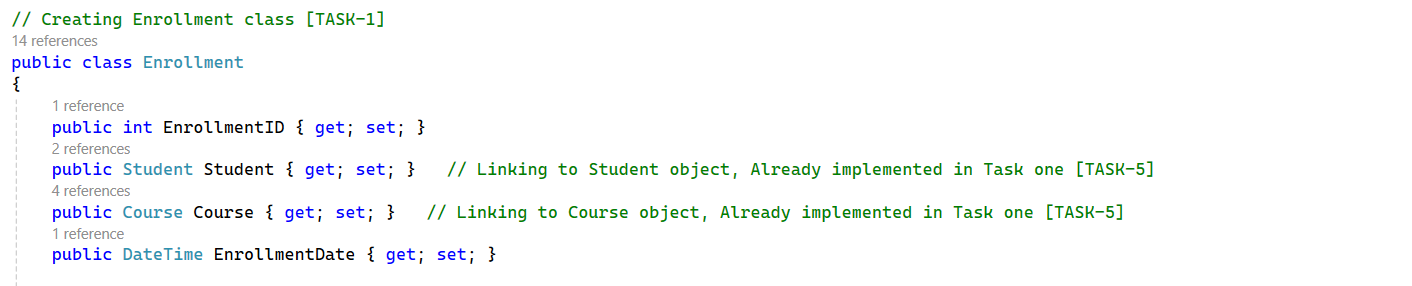 // Creating Enrollment class [TASK-1]
14 references
public class Enrollment
{
1 reference
public int EnrollmentID { get; set; }
2 references
public Student Student { get; set; }   // Linking to Student object, Already implemented in Task one [TASK-5]
4 references
public Course Course { get; set; }   // Linking to Course object, Already implemented in Task one [TASK-5]
1 reference
public DateTime EnrollmentDate { get; set; }